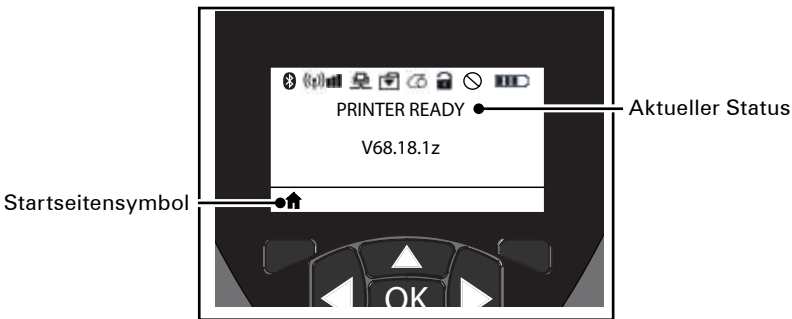 PRINTER READY
Aktueller Status
V68.18.1z
Startseitensymbol
OK